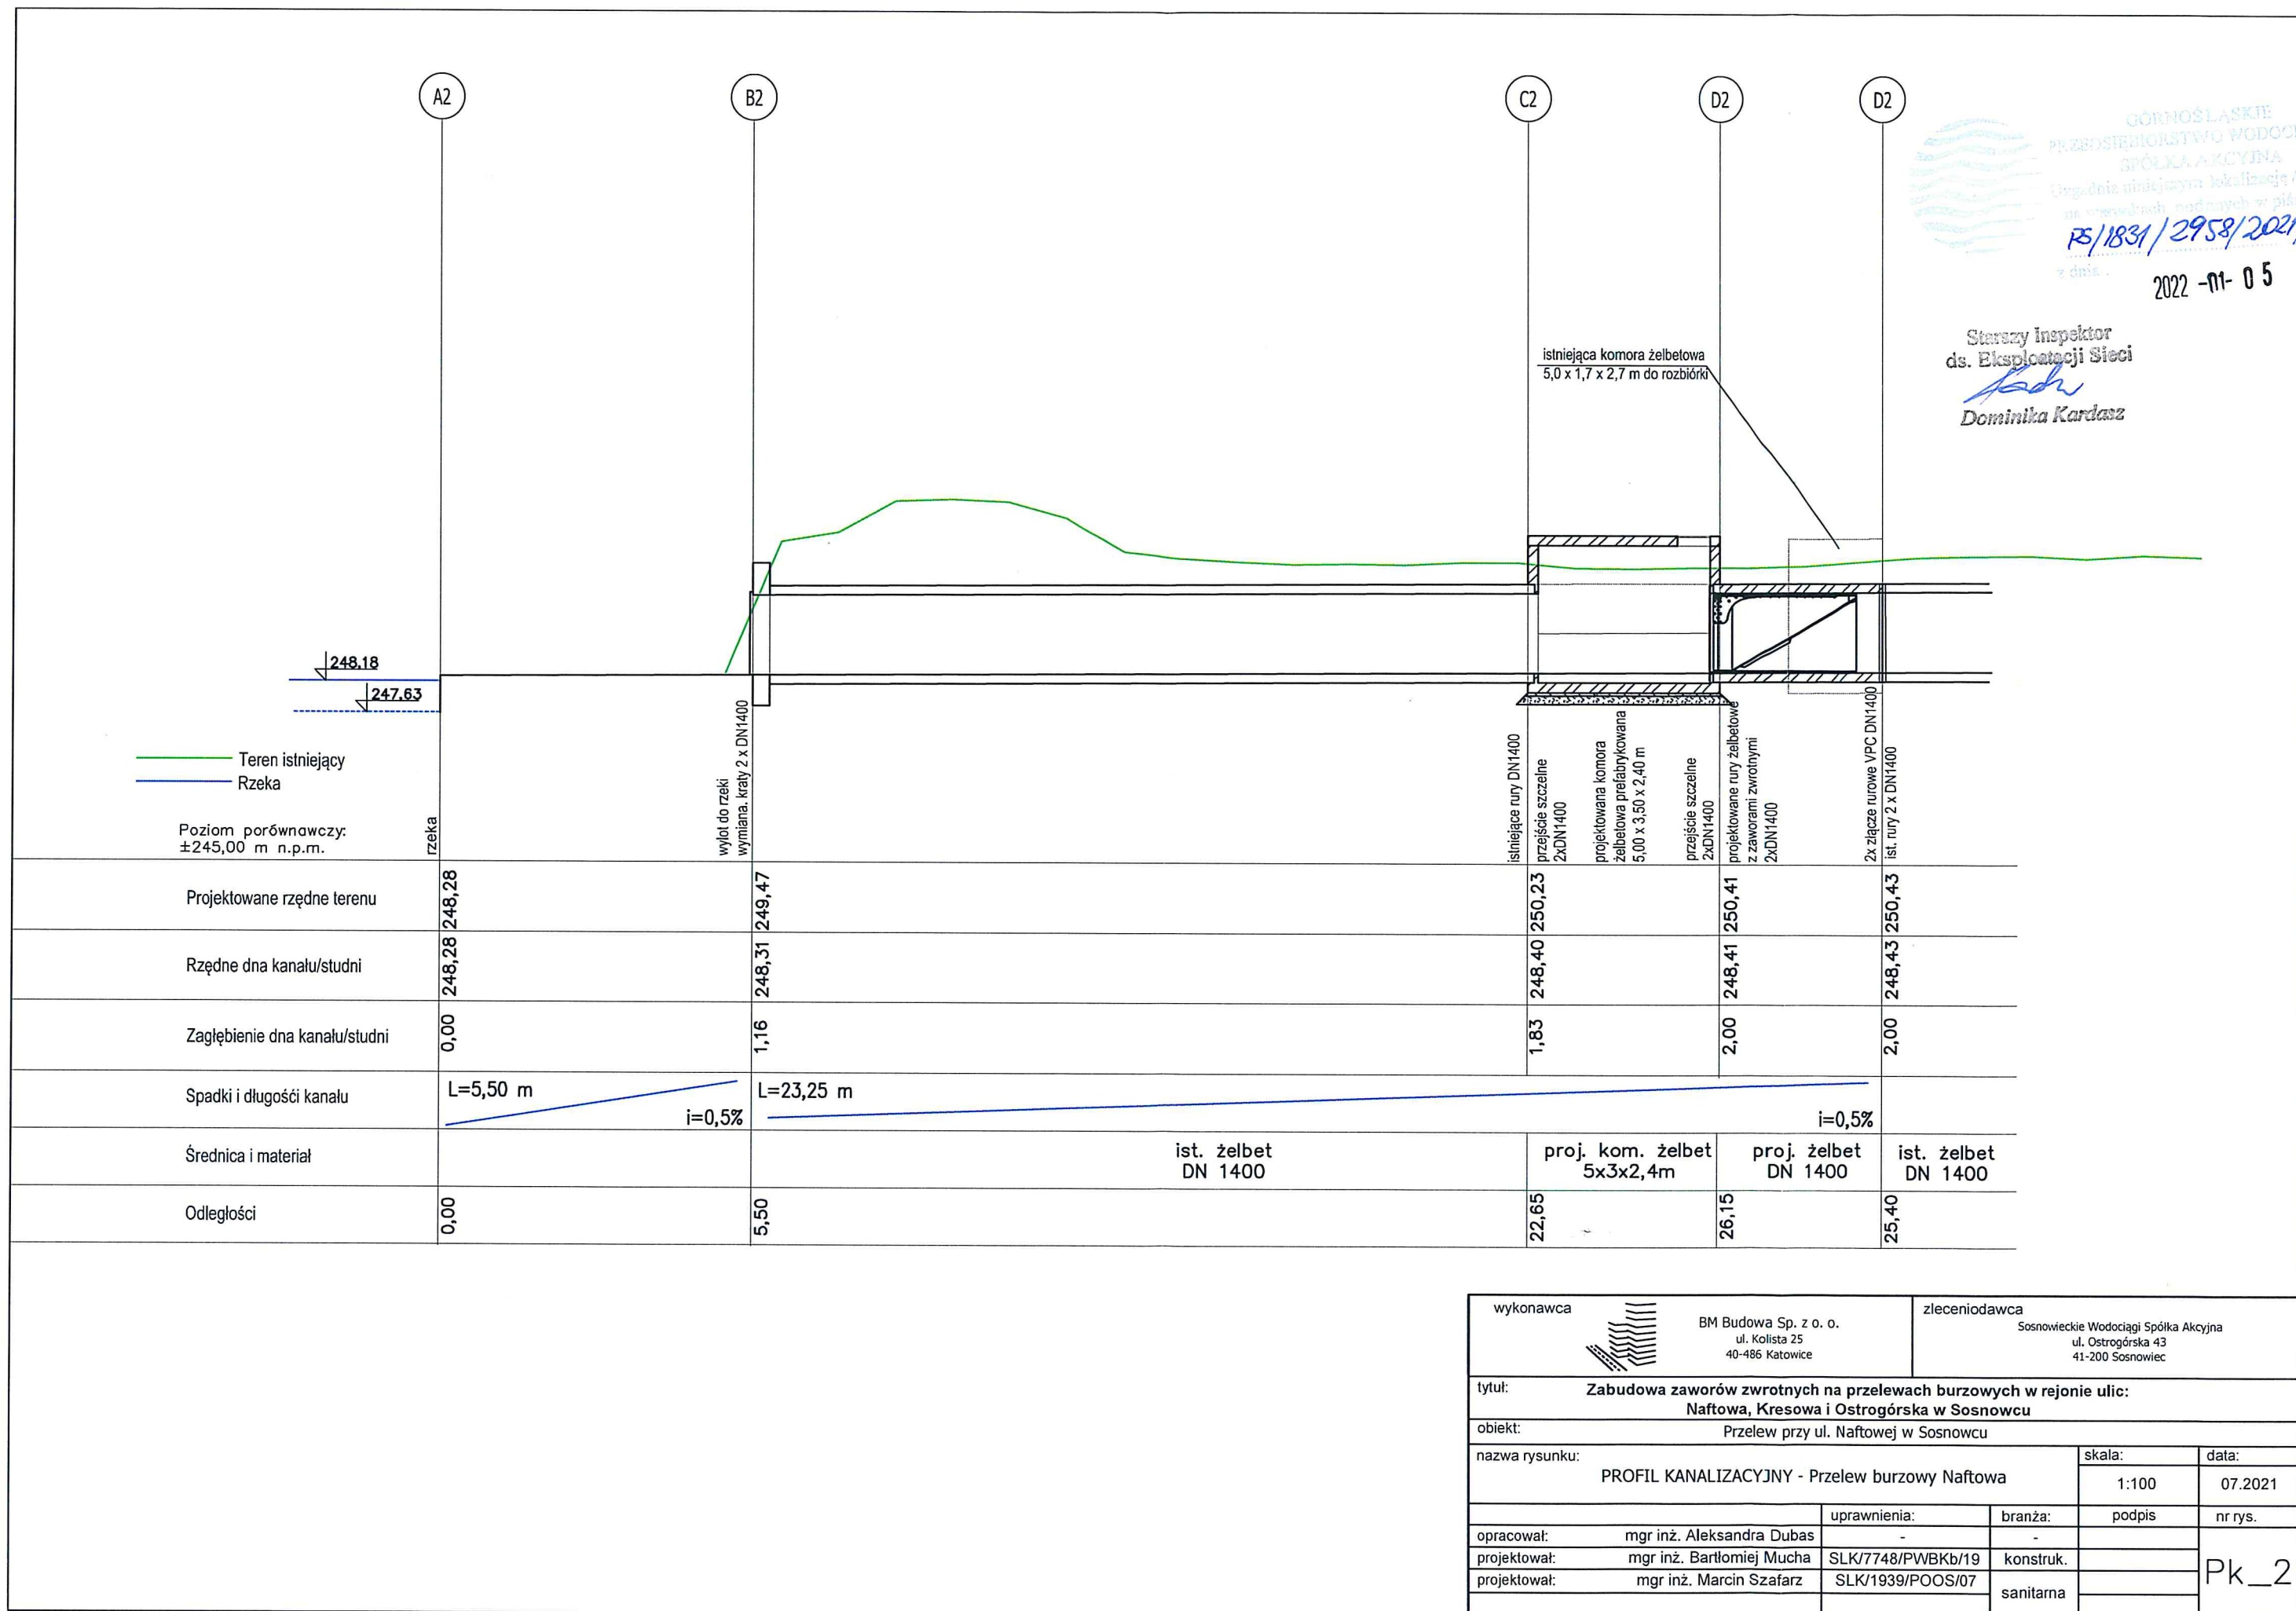 A2
B2
C2
D2
D2
GÓRNOŚLĄSKIE
SPÓŁKA AKCYJNA
PS/1831/2958/2021
z dnia
2022 -01- 05
Starszy Inspektor
ds. Eksploatacji Sieci
Dominika Kardasz
istniejąca komora żelbetowa
5,0 x 1,7 x 2,7 m do rozbiórki
248,18
247,63
Teren istniejący
Rzeka
Poziom porównawczy:
±245,00 m n.p.m.
rzeka
wylot do rzeki
wymiana. kraty 2 x DN1400
istniejące rury DN1400
przejście szczelne
2xDN1400
projektowana komora
żelbetowa prefabrykowana
5,00 x 3,50 x 2,40 m
przejście szczelne
2xDN1400
projektowane rury żelbetowe
z zaworami zwrotnymi
2xDN1400
2x złącze rurowe VPC DN1400
ist. rury 2 x DN1400
Projektowane rzędne terenu
248,28
249,47
250,23
250,41
250,43
Rzędne dna kanału/studni
248,28
248,31
248,40
248,41
248,43
Zagłębienie dna kanału/studni
0,00
1,16
1,83
2,00
2,00
Spadki i długośći kanału
L=5,50 m
i=0,5%
L=23,25 m
i=0,5%
Średnica i materiał
ist. żelbet
DN 1400
proj. kom. żelbet
5x3x2,4m
proj. żelbet
DN 1400
ist. żelbet
DN 1400
Odległości
0,00
5,50
22,65
26,15
25,40
wykonawca
BM Budowa Sp. z o. o.
ul. Kolista 25
40-486 Katowice
zleceniodawca
Sosnowieckie Wodociągi Spółka Akcyjna
ul. Ostrogórska 43
41-200 Sosnowiec
tytuł:
Zabudowa zaworów zwrotnych na przelewach burzowych w rejonie ulic:
Naftowa, Kresowa i Ostrogórska w Sosnowcu
obiekt:
Przelew przy ul. Naftowej w Sosnowcu
nazwa rysunku:
PROFIL KANALIZACYJNY - Przelew burzowy Naftowa
skala:
1:100
data:
07.2021
uprawnienia:
branża:
podpis
nr rys.
opracował:
mgr inż. Aleksandra Dubas
-
-
projektował:
mgr inż. Bartłomiej Mucha
SLK/7748/PWBKb/19
konstruk.
projektował:
mgr inż. Marcin Szafarz
SLK/1939/POOS/07
sanitarna
Pk_2